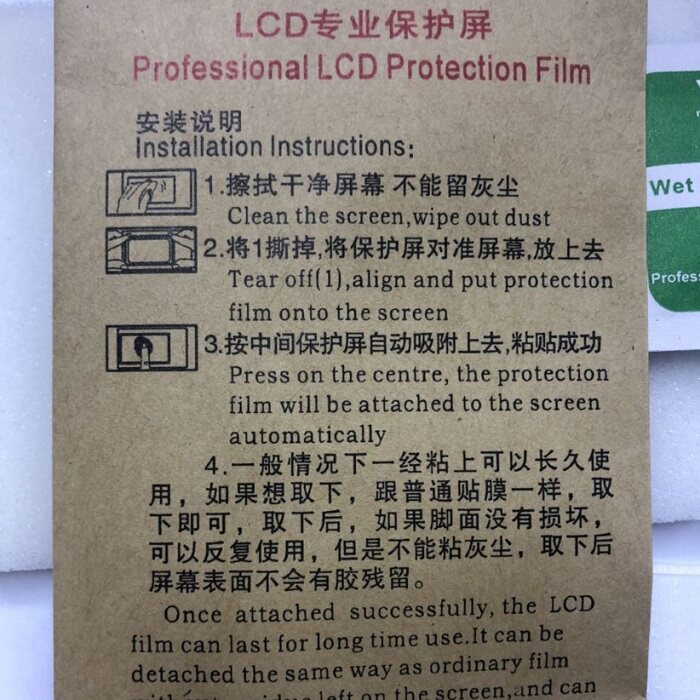 LCD专业保护屏
Professional LCD Protection Film
安装说明
Installation Instructions:
1.擦拭干净屏幕 不能留灰尘
Clean the screen,wipe out dust
2.将1撕掉,将保护屏对准屏幕,放上去
Tear off(1),align and put protection
film onto the screen
3.按中间保护屏自动吸附上去,粘贴成功
Press on the centre, the protection
film will be attached to the screen
automatically
4.一般情况下一经粘上可以长久使
用，如果想取下，跟普通贴膜一样，取
下即可，取下后，如果脚面没有损坏，
可以反复使用，但是不能粘灰尘，取下后
屏幕表面不会有胶残留。
Once attached successfully, the LCD
film can last for long time use.It can be
detached the same way as ordinary film
left on the screen,and can
Wet